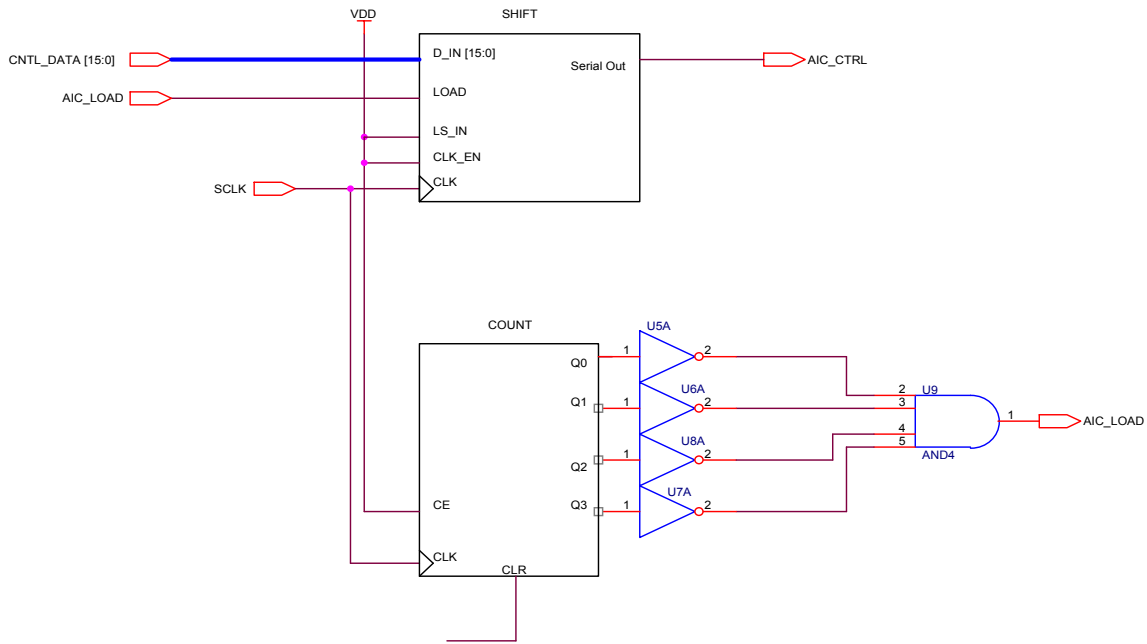 VDD
SHIFT
CNTL_DATA [15:0]
D_IN [15:0]
Serial Out
AIC_CTRL
AIC_LOAD
LOAD
LS_IN
CLK_EN
SCLK
CLK
COUNT
U5A
Q0
1
2
U6A
U9
2
Q1
1
2
3
1
AIC_LOAD
U8A
4
Q2
1
2
5
AND4
U7A
CE
Q3
1
2
CLK
CLR